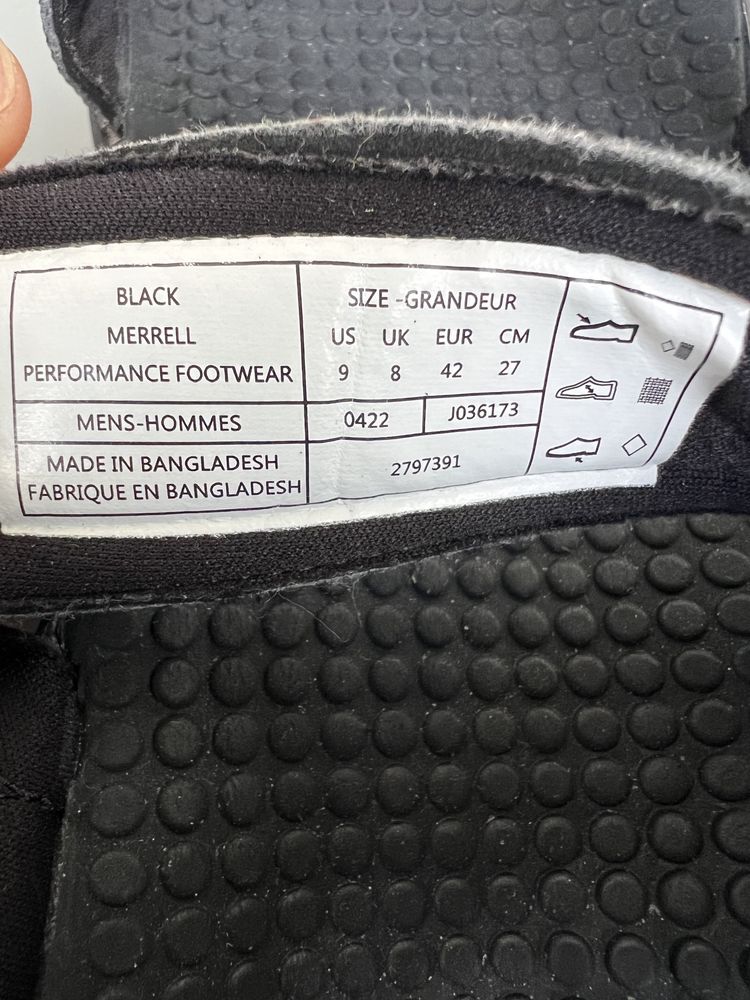 BLACK
MERRELL
PERFORMANCE FOOTWEAR
SIZE -GRANDEUR
US UK EUR CM
9 8 42 27
MENS-HOMMES
0422
J036173
MADE IN BANGLADESH
FABRIQUE EN BANGLADESH
2797391